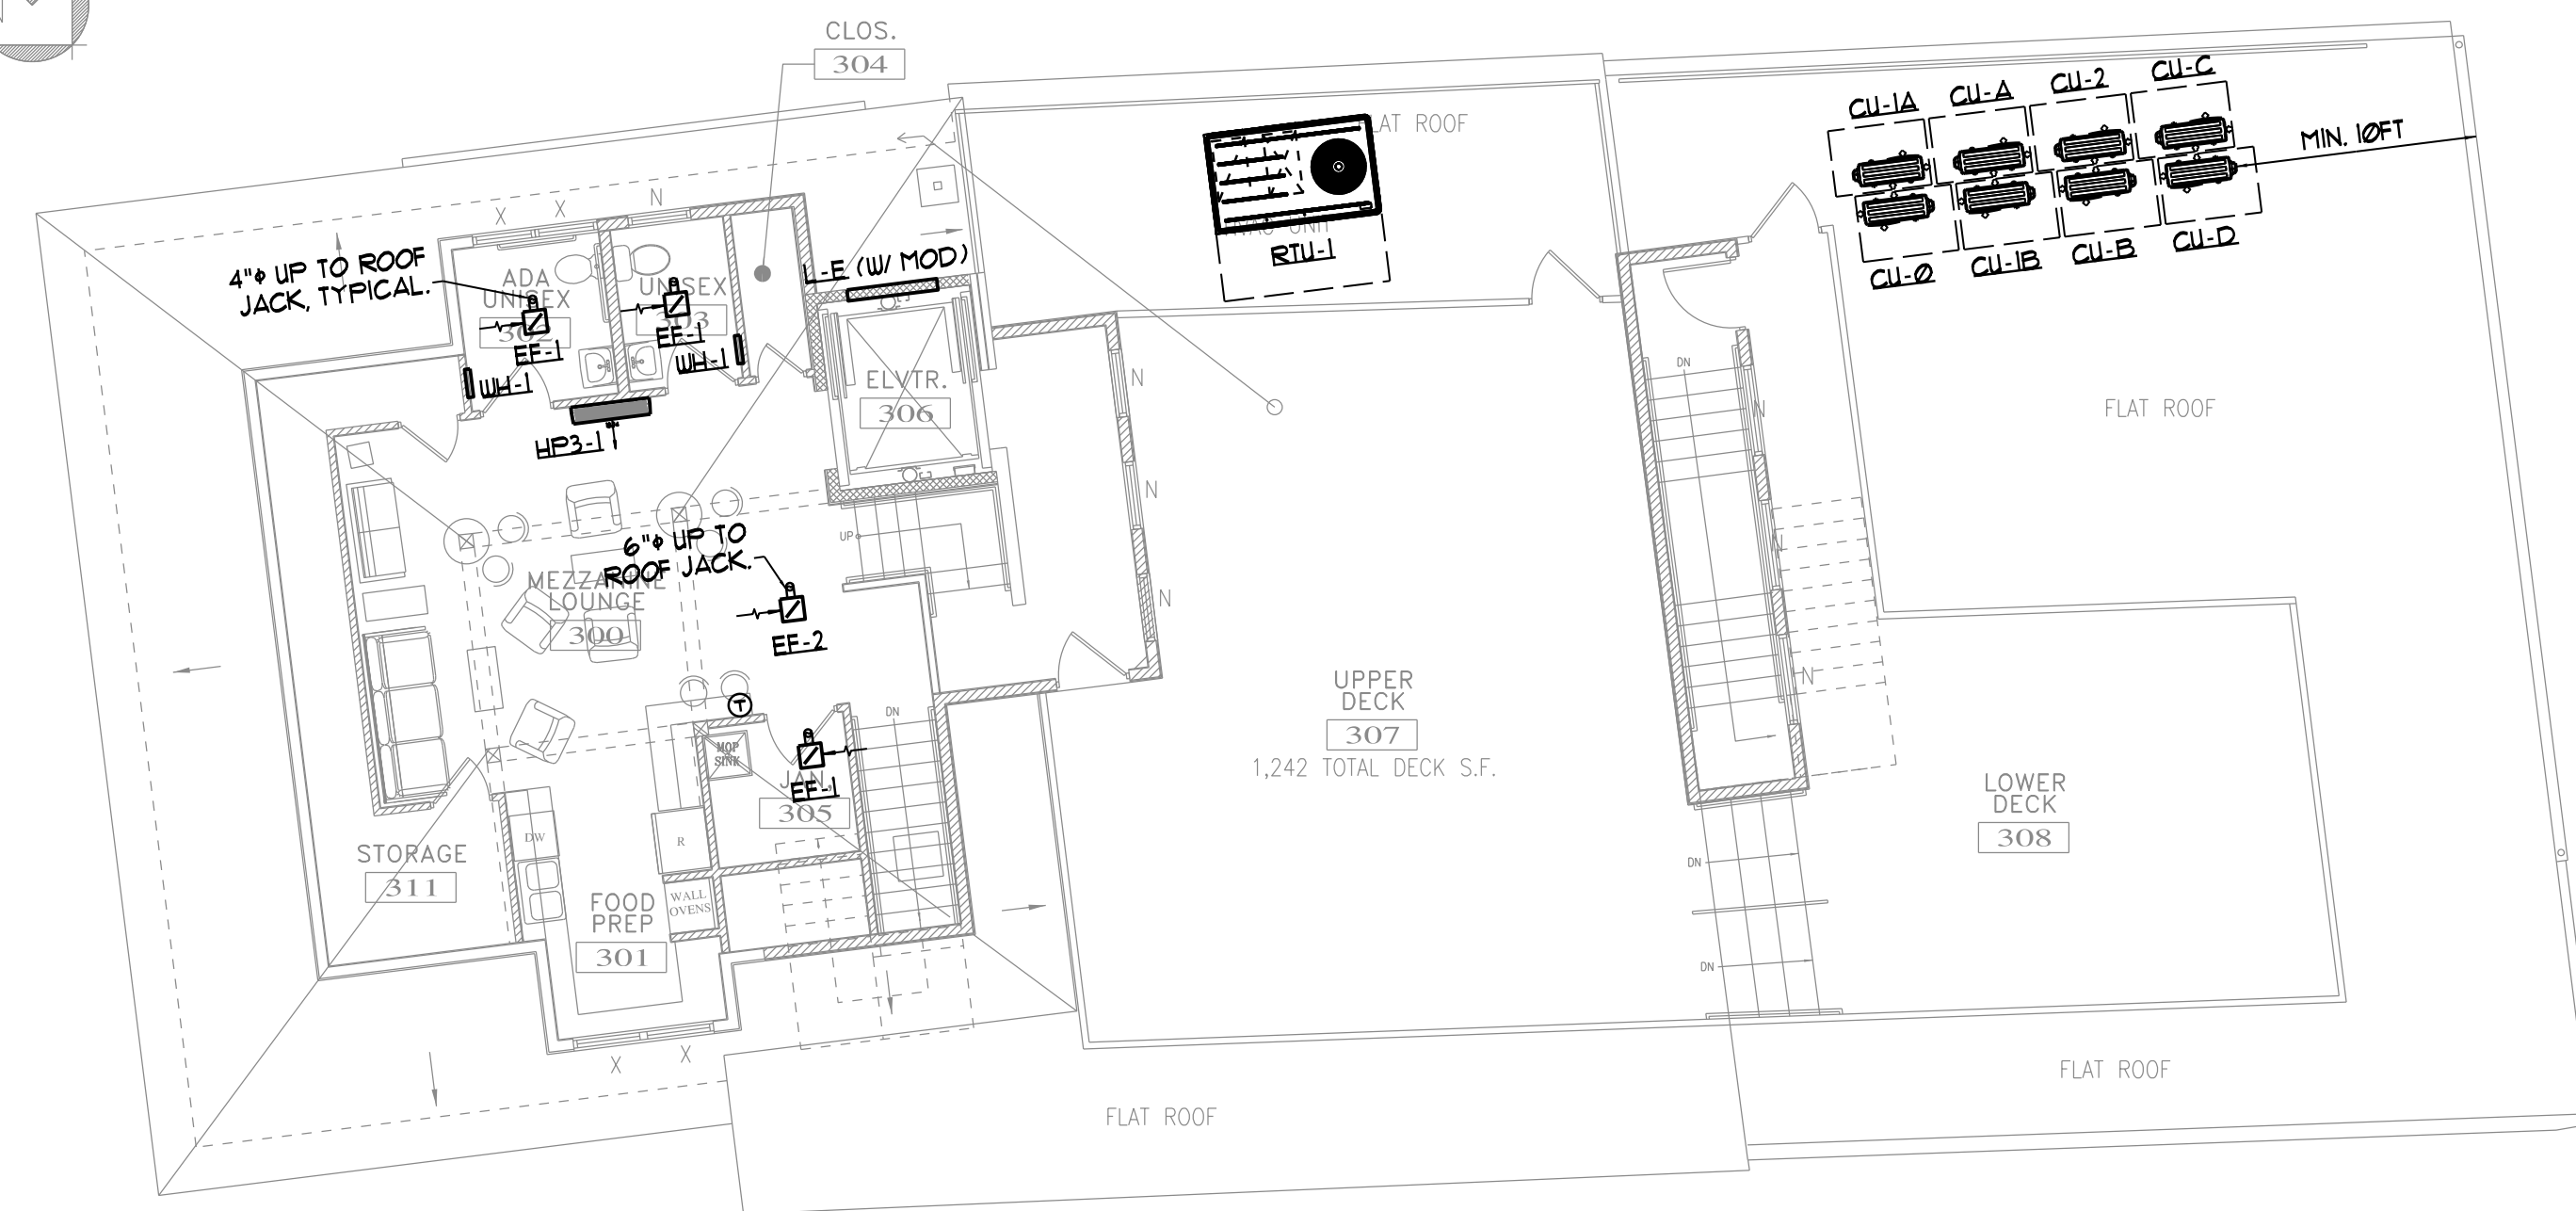 CLOS.
304
FLAT ROOF
HVAC UNIT
RTU-1
CU-1A
CU-A
CU-2
CU-C
MIN. 10FT
CU-Ø
CU-1B
CU-B
CU-D
X
X
N
4"ϕ UP TO ROOF
JACK, TYPICAL.
ADA
UNISEX
302
EF-1
WH-1
UNISEX
303
EF-1
WH-1
L-E (W/ MOD)
HP3-1
ELVTR.
306
N
N
N
DN
N
N
N
FLAT ROOF
UP
6"ϕ UP TO
ROOF JACK.
MEZZANINE
LOUNGE
300
EF-2
T
DN
MOP
SINK
JAN.
EF-1
305
UPPER
DECK
307
1,242 TOTAL DECK S.F.
LOWER
DECK
308
DN
DN
STORAGE
311
DW
R
FOOD
PREP
301
WALL
OVENS
X
X
FLAT ROOF
FLAT ROOF